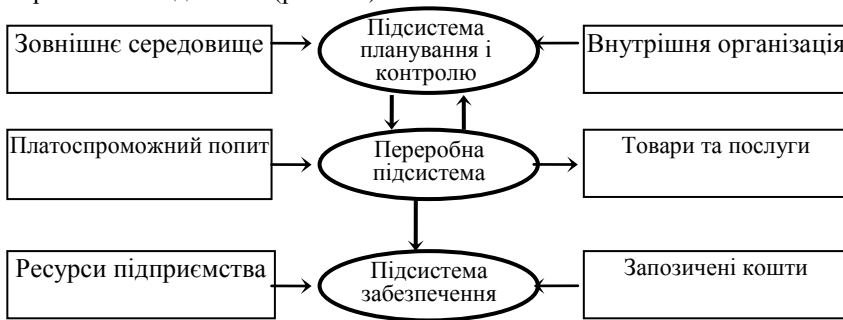 Зовнішнє середовище
Підсистема
планування і
контролю
Внутрішня організація
Платоспроможний попит
Переробна
підсистема
Товари та послуги
Ресурси підприємства
Підсистема
забезпечення
Запозичені кошти